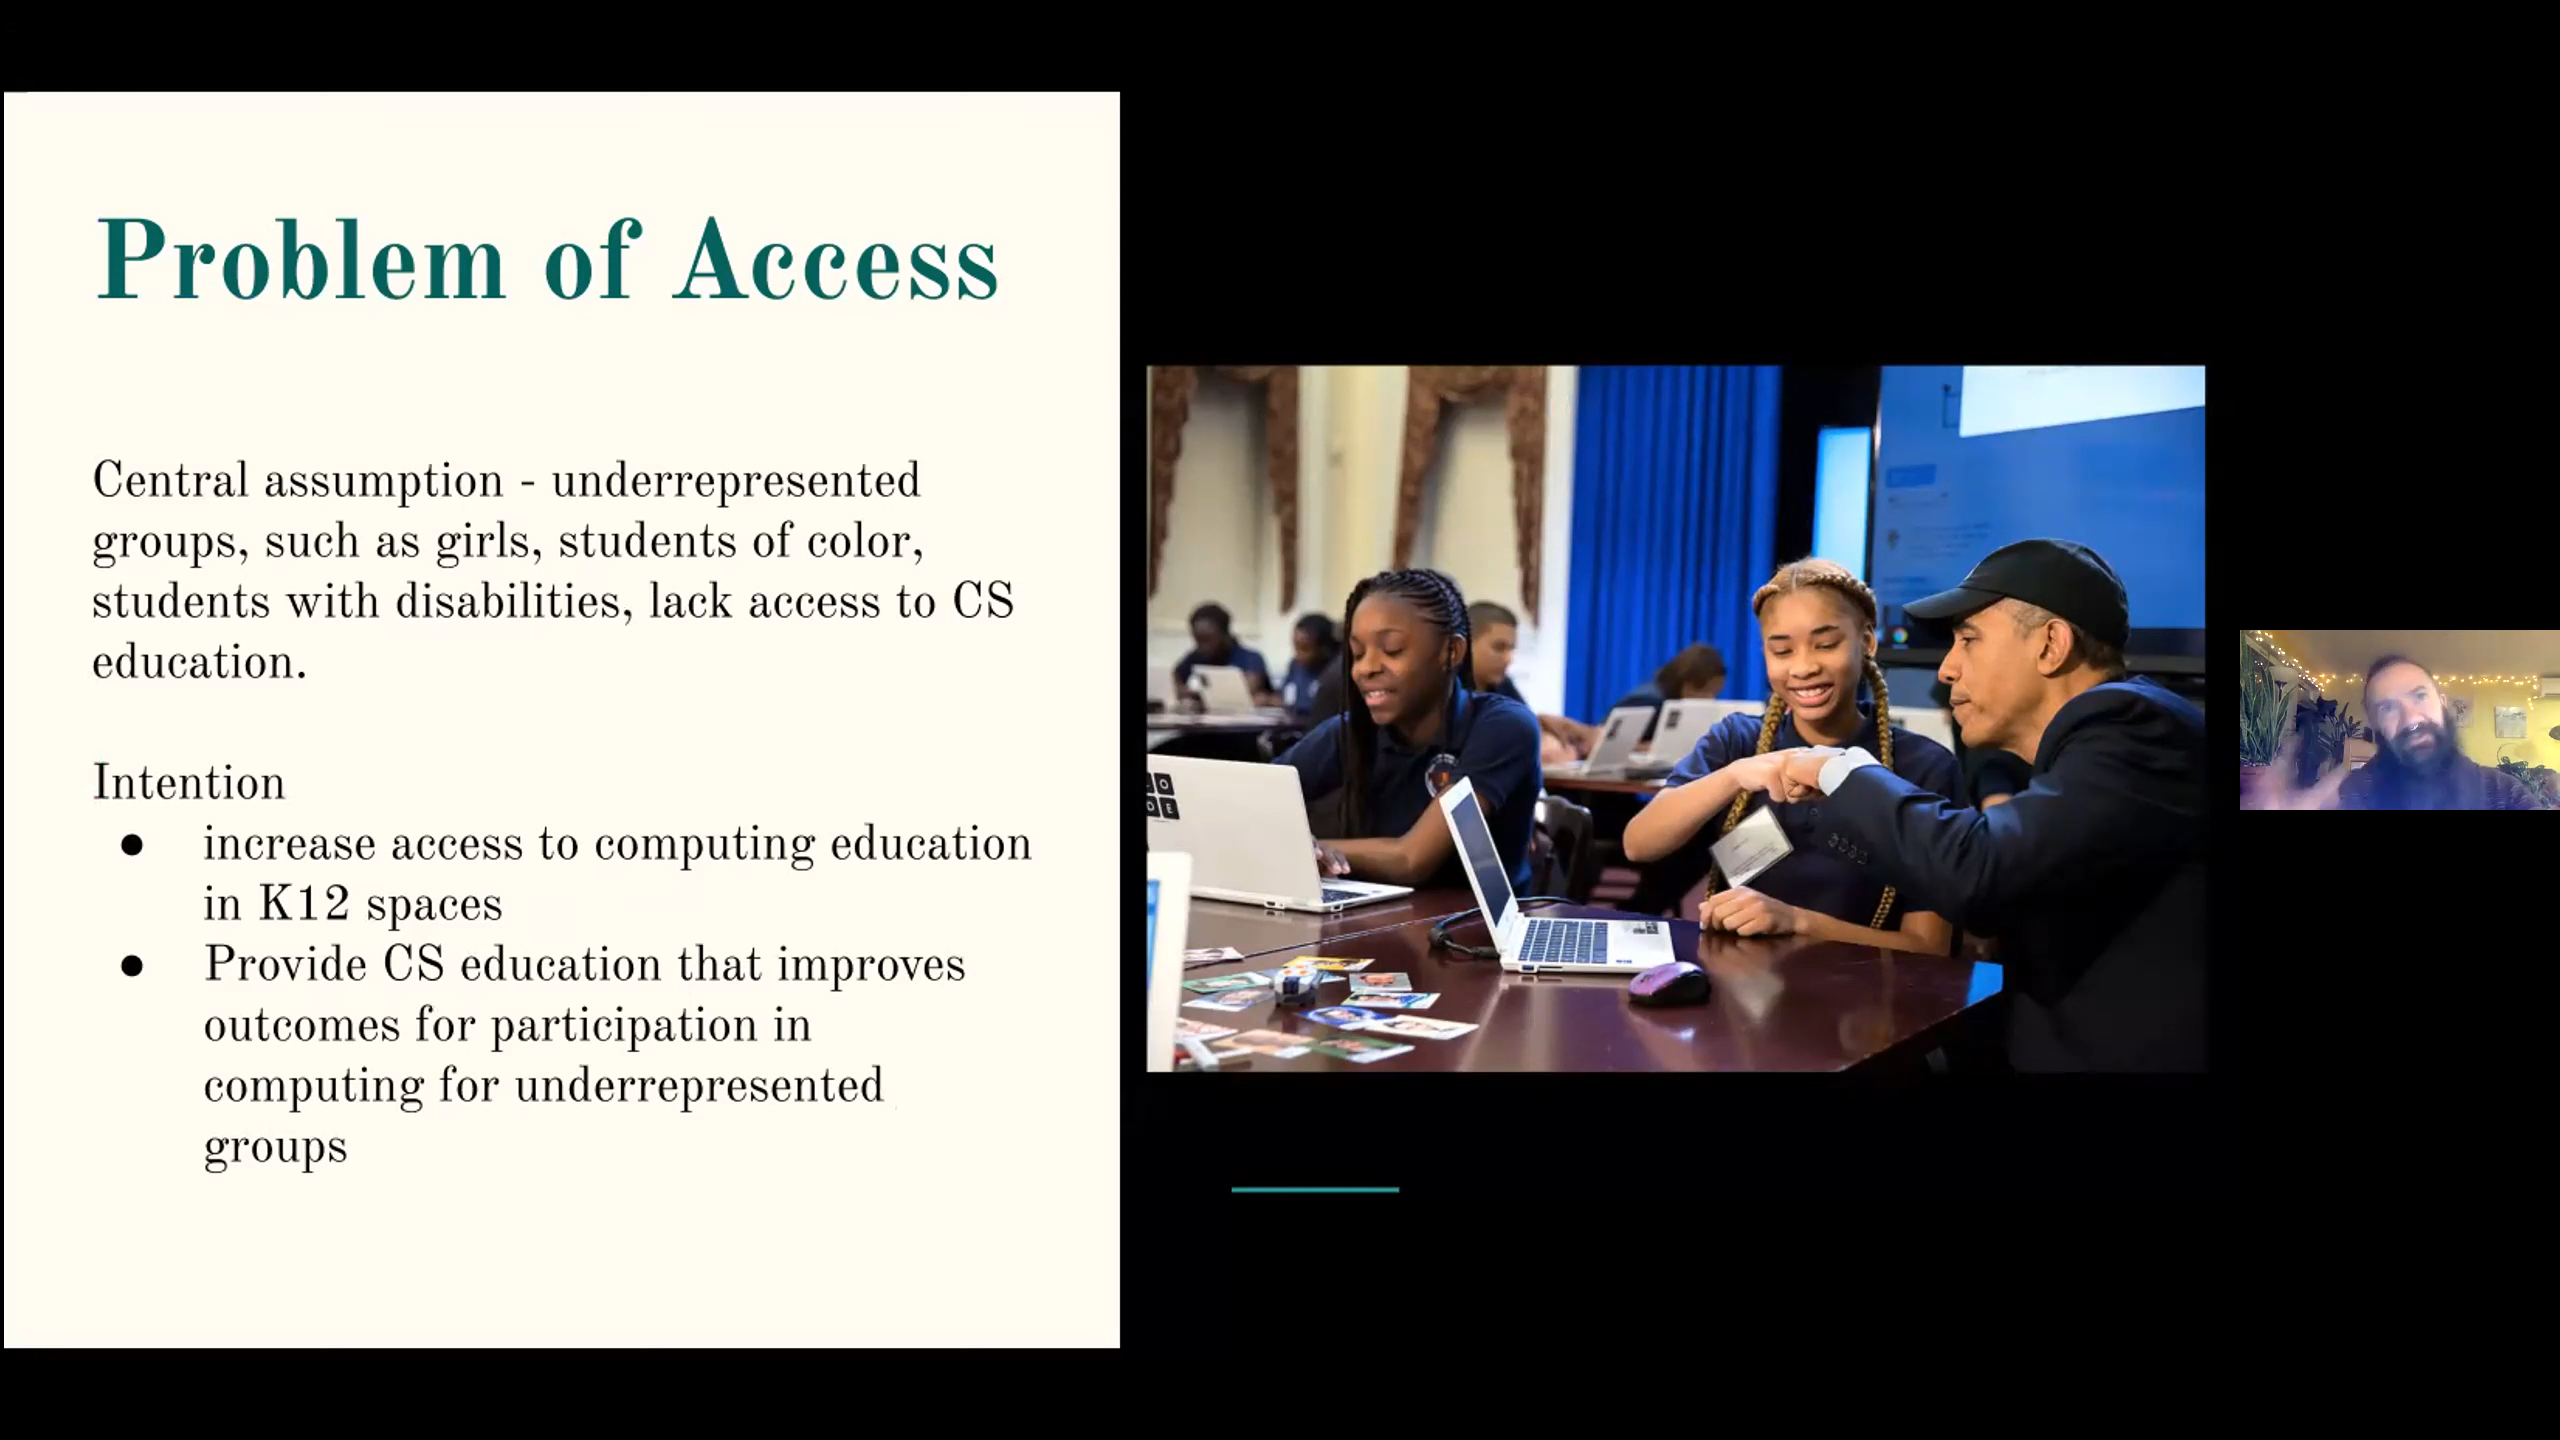 Problem of Access
Central assumption - underrepresented
groups, such as girls, students of color,
students with disabilities, lack access to CS
education.
Intention
● increase access to computing education
in K12 spaces
● Provide CS education that improves
outcomes for participation in
computing for underrepresented
groups